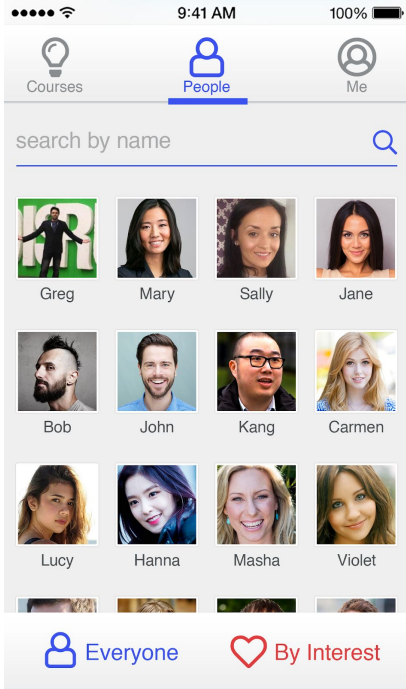 9:41 AM 100%
Courses People Me
search by name
Greg Mary Sally Jane
Bob John Kang Carmen
Lucy Hanna Masha Violet
Everyone By Interest